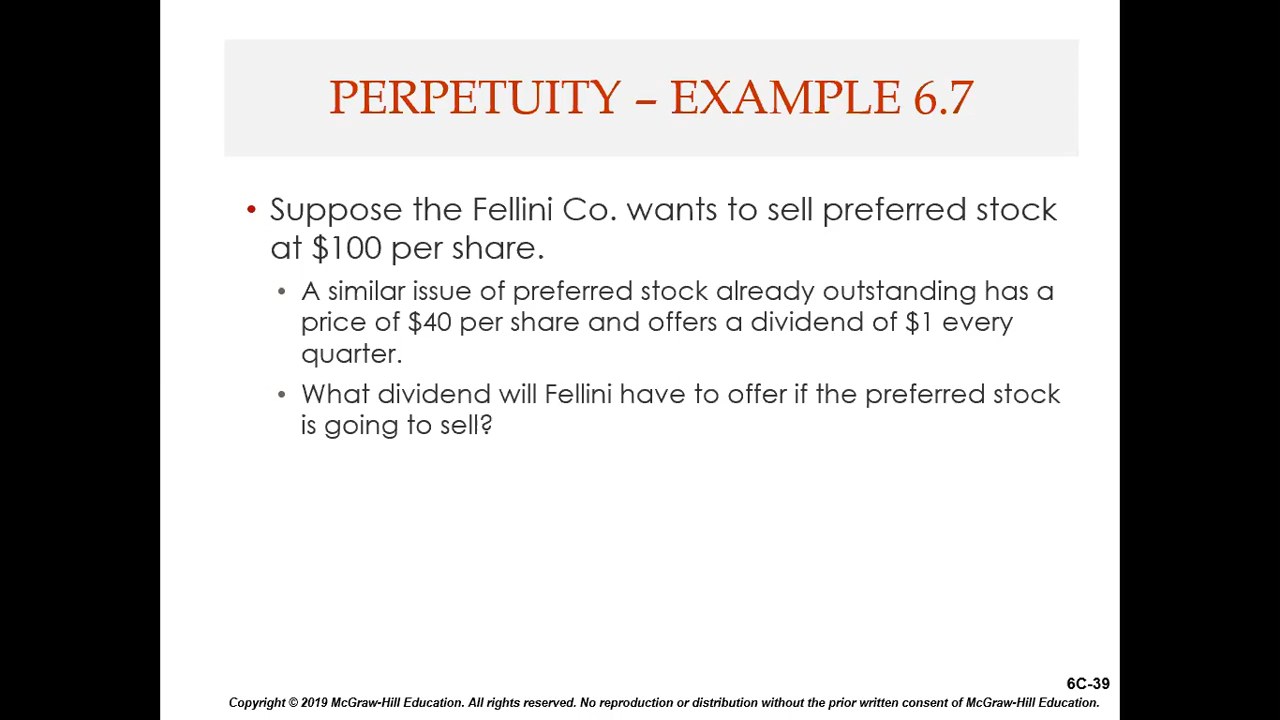 PERPETUITY – EXAMPLE 6.7
• Suppose the Fellini Co. wants to sell preferred stock
at $100 per share.
• A similar issue of preferred stock already outstanding has a
price of $40 per share and offers a dividend of $1 every
quarter.
• What dividend will Fellini have to offer if the preferred stock
is going to sell?
6C-39
Copyright © 2019 McGraw-Hill Education. All rights reserved. No reproduction or distribution without the prior written consent of McGraw-Hill Education.